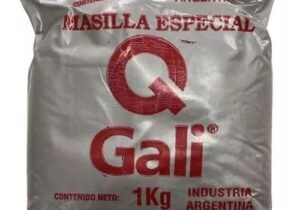 MASILLA ESPECIAL
Gali®
CONTENIDO NETO: 1Kg INDUSTRIA
ARGENTINA